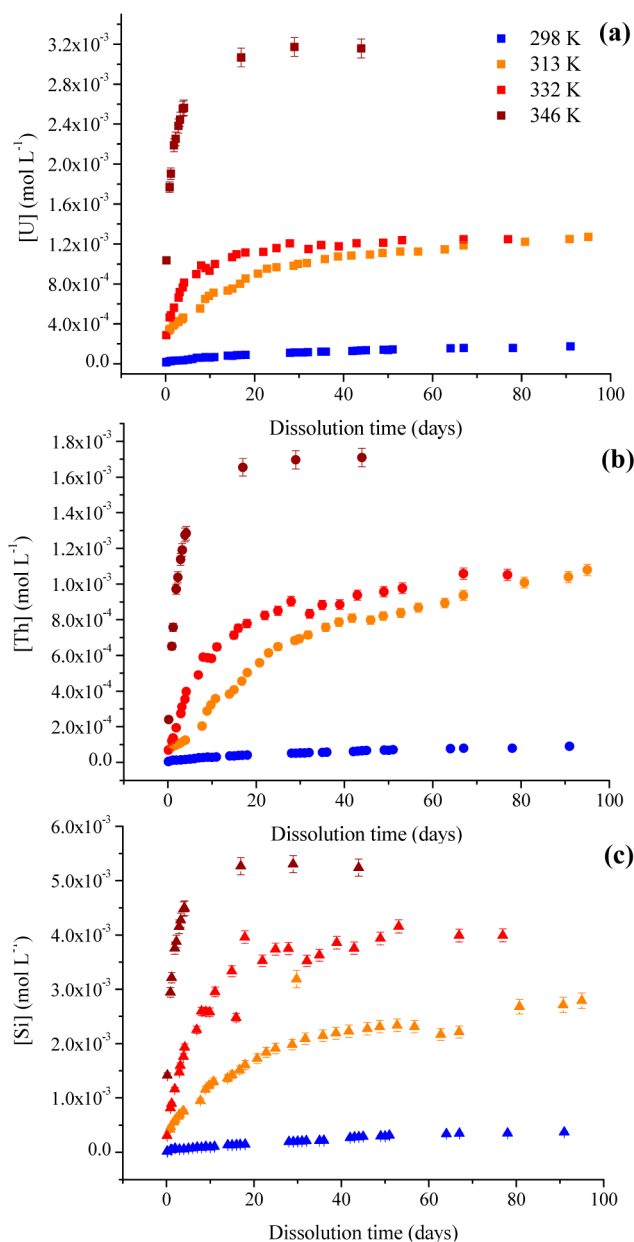 (a)
298 K
313 K
332 K
346 K
[U] (mol L⁻¹)
3.2x10⁻³
2.8x10⁻³
2.4x10⁻³
2.0x10⁻³
1.6x10⁻³
1.2x10⁻³
8.0x10⁻⁴
4.0x10⁻⁴
0.0
0 20 40 60 80 100
Dissolution time (days)
(b)
[Th] (mol L⁻¹)
1.8x10⁻³
1.6x10⁻³
1.4x10⁻³
1.2x10⁻³
1.0x10⁻³
8.0x10⁻⁴
6.0x10⁻⁴
4.0x10⁻⁴
2.0x10⁻⁴
0.0
0 20 40 60 80 100
Dissolution time (days)
(c)
[Si] (mol L⁻¹)
6.0x10⁻³
5.0x10⁻³
4.0x10⁻³
3.0x10⁻³
2.0x10⁻³
1.0x10⁻³
0.0
0 20 40 60 80 100
Dissolution time (days)